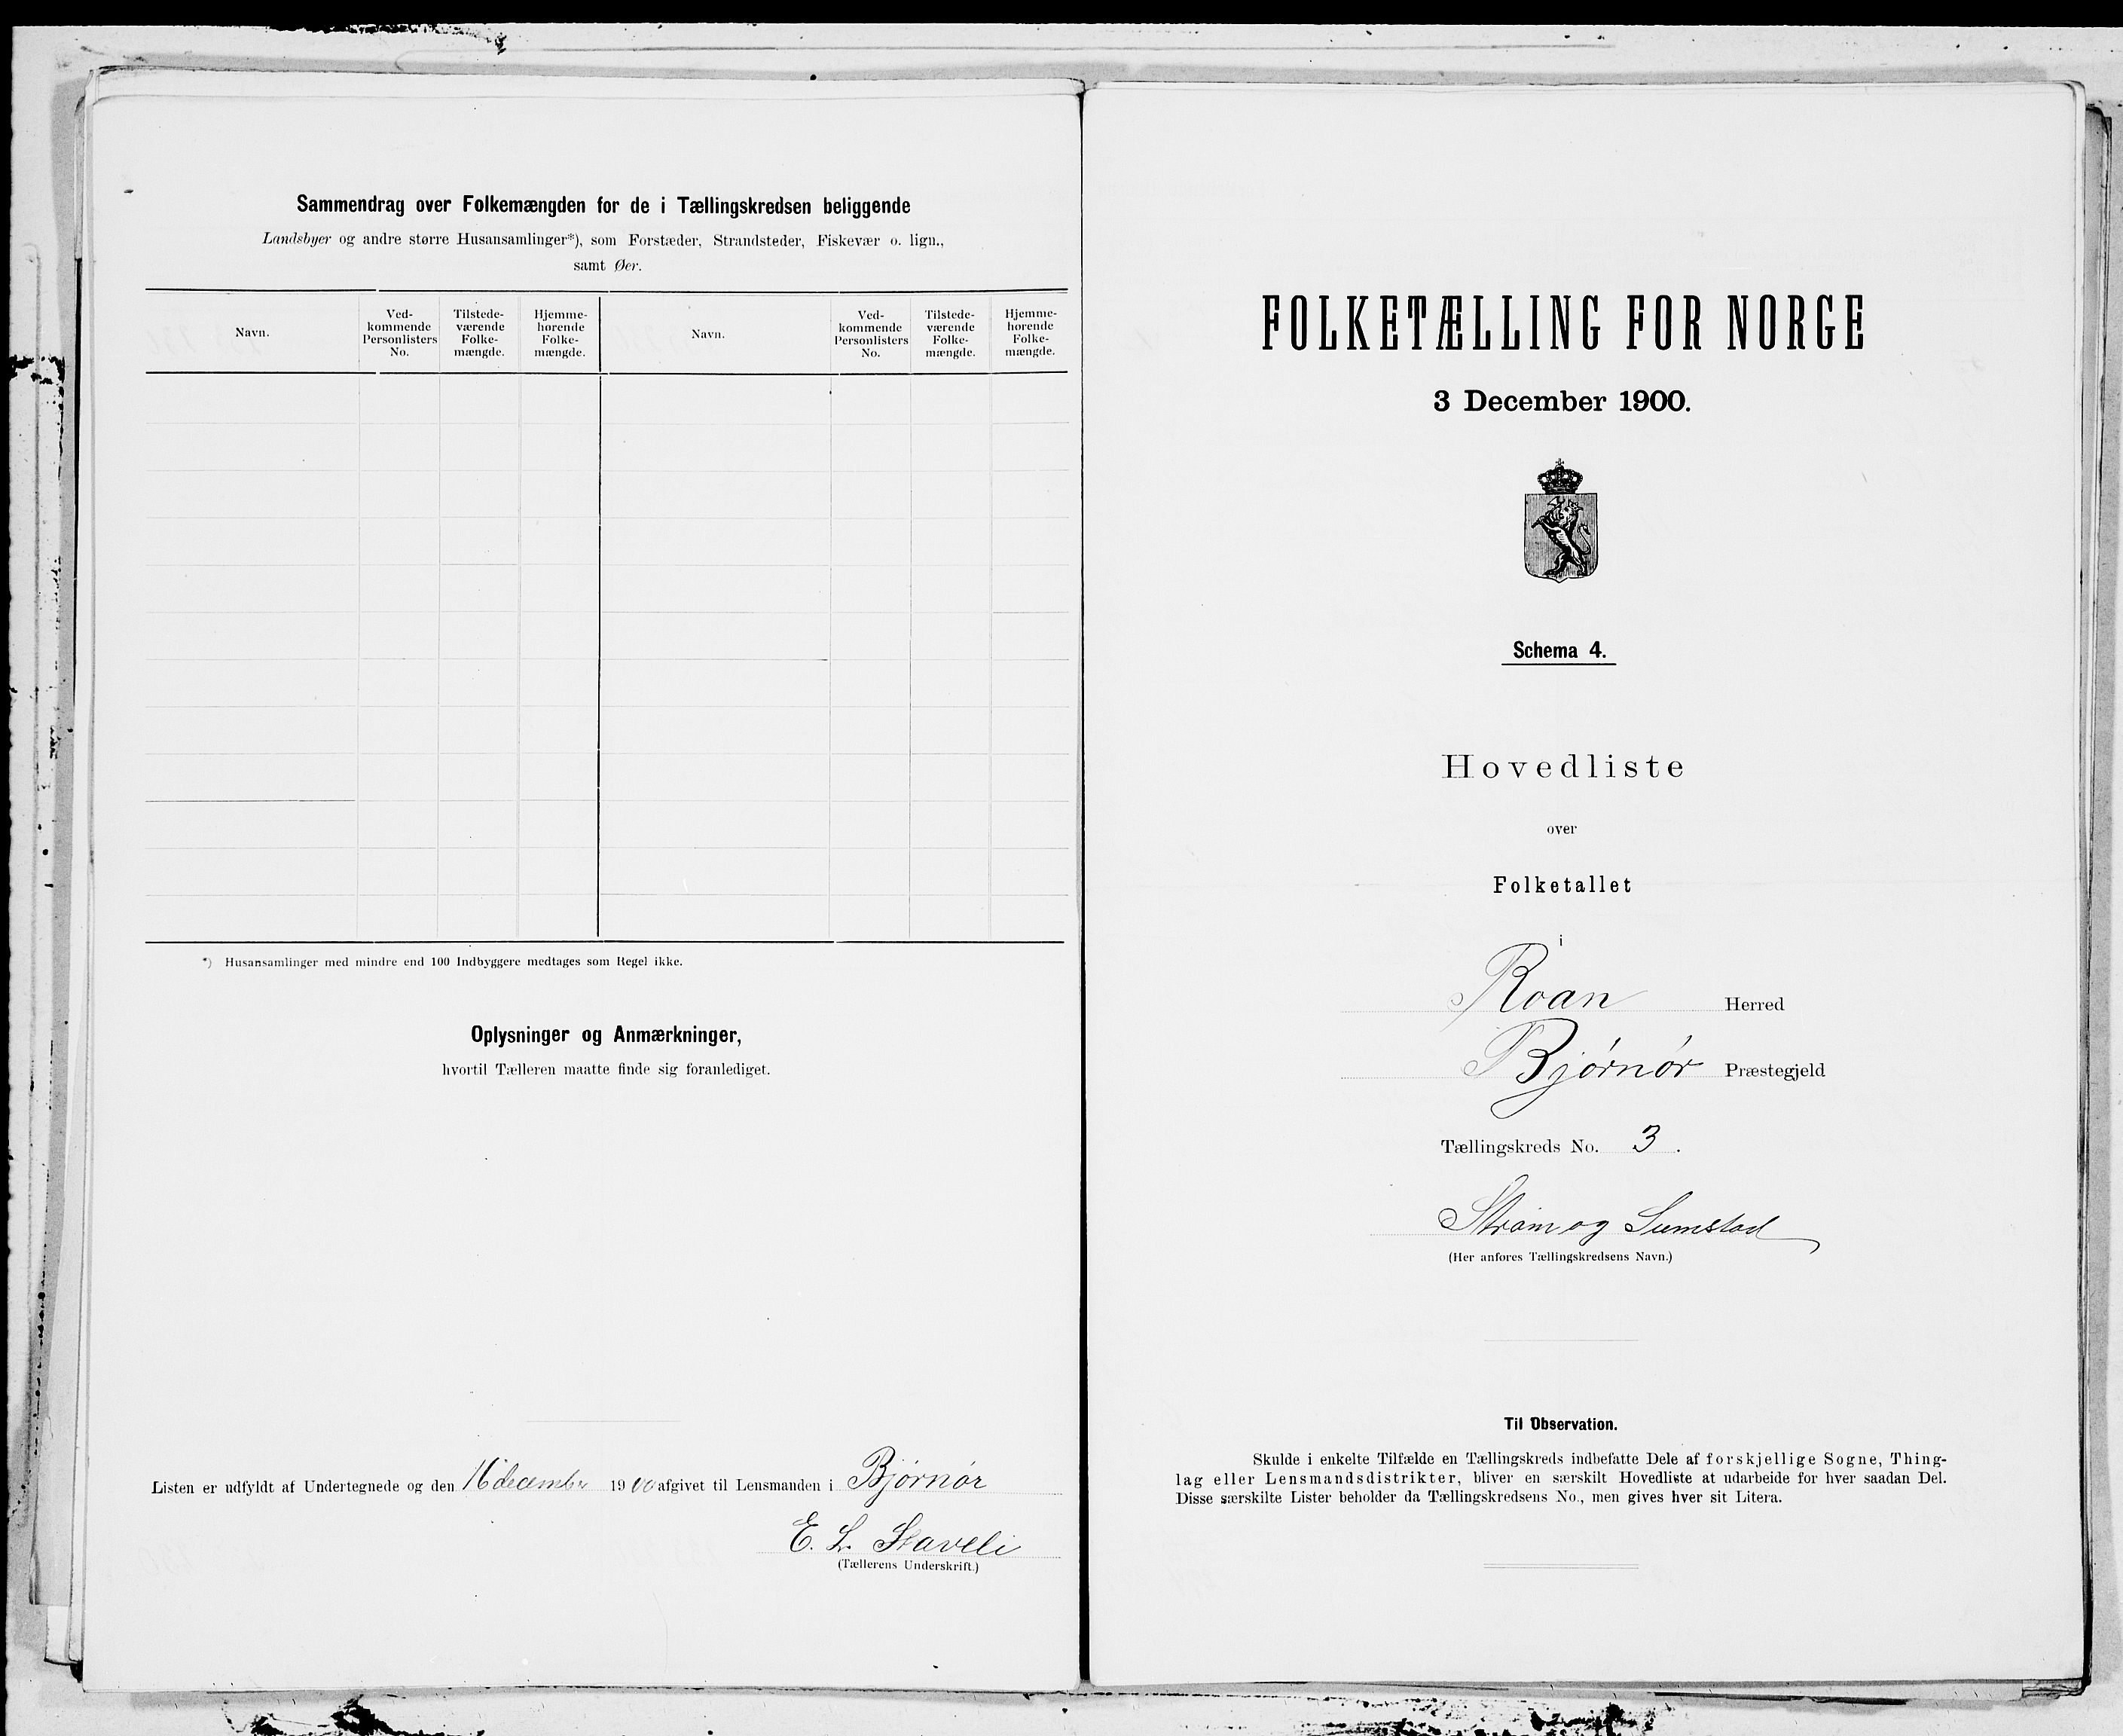 Sammendrag over Folkemængden for de i Tællingskredsen beliggende
Landsbyer og andre større Husansamlinger*), som Forstæder, Strandsteder, Fiskevær o. lign.,
samt Øer.
Navn.
Ved-
kommende
Personlisters
No.
Tilstede-
værende
Folke-
mængde.
Hjemme-
hørende
Folke-
mængde.
Navn.
Ved-
kommende
Personlisters
No.
Tilstede-
værende
Folke-
mængde.
Hjemme-
hørende
Folke-
mængde.
*) Husansamlinger med mindre end 100 Indbyggere medtages som Regel ikke.
Oplysninger og Anmærkninger,
hvortil Tælleren maatte finde sig foranlediget.
Listen er udfyldt af Undertegnede og den 16 december 1900 afgivet til Lensmanden i Bjørnør
E. L. Staveli
(Tællerens Underskrift.)
FOLKETÆLLING FOR NORGE
3 December 1900.
Schema 4.
Hovedliste
over
Folketallet
i
Roan Herred
Bjørnør Præstegjeld
Tællingskreds No. 3.
Strøm og Sumstad
(Her anføres Tællingskredsens Navn.)
Til Observation.
Skulde i enkelte Tilfælde en Tællingskreds indbefatte Dele af forskjellige Sogne, Thing-
lag eller Lensmandsdistrikter, bliver en særskilt Hovedliste at udarbeide for hver saadan Del.
Disse særskilte Lister beholder da Tællingskredsens No., men gives hver sit Litera.